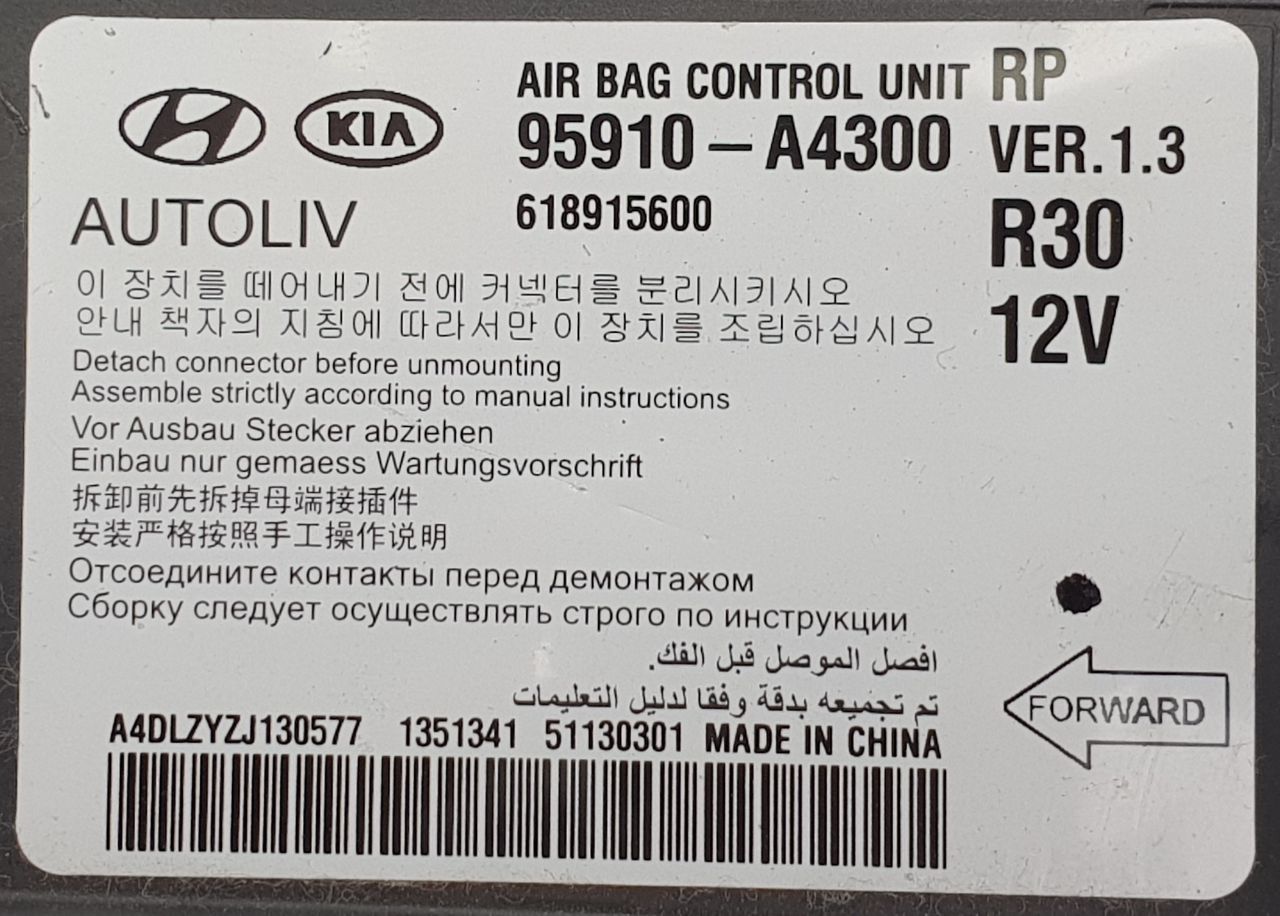 AIR BAG CONTROL UNIT RP
KIA
95910-A4300 VER.1.3
AUTOLIV
618915600
R30
12V
이 장치를 떼어내기 전에 커넥터를 분리시키시오
안내 책자의 지침에 따라서만 이 장치를 조립하십시오
Detach connector before unmounting
Assemble strictly according to manual instructions
Vor Ausbau Stecker abziehen
Einbau nur gemaess Wartungsvorschrift
拆卸前先拆掉母端接插件
安装严格按照手工操作说明
Отсоедините контакты перед демонтажом
Сборку следует осуществлять строго по инструкции
افصل الموصل قبل الفك.
تم تجميعه بدقة وفقا لدليل التعليمات
FORWARD
A4DLZYZJ130577 1351341 51130301 MADE IN CHINA